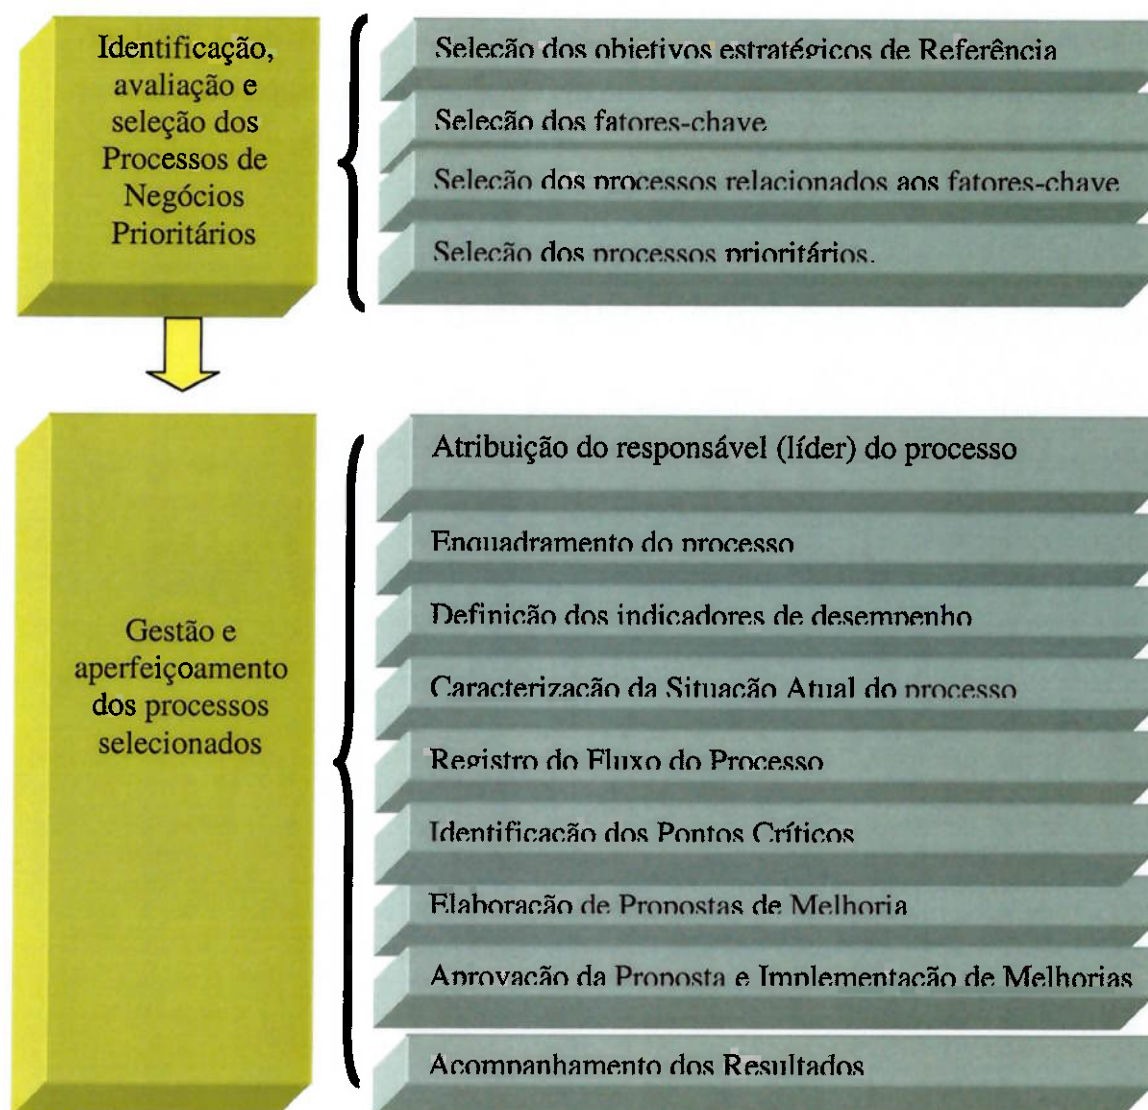 Identificação,
avaliação e
seleção dos
Processos de
Negócios
Prioritários
Seleção dos objetivos estratégicos de Referência
Seleção dos fatores-chave
Seleção dos processos relacionados aos fatores-chave
Seleção dos processos prioritários.
Gestão e
aperfeiçoamento
dos processos
selecionados
Atribuição do responsável (líder) do processo
Enquadramento do processo
Definição dos indicadores de desempenho
Caracterização da Situação Atual do processo
Registro do Fluxo do Processo
Identificação dos Pontos Críticos
Elaboração de Propostas de Melhoria
Aprovação da Proposta e Implementação de Melhorias
Acompanhamento dos Resultados